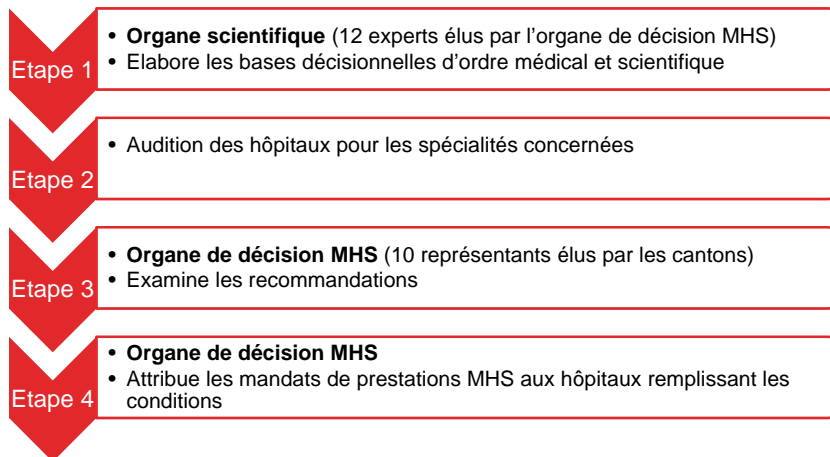 Etape 1
• Organe scientifique (12 experts élus par l'organe de décision MHS)
• Elabore les bases décisionnelles d'ordre médical et scientifique
Etape 2
• Audition des hôpitaux pour les spécialités concernées
Etape 3
• Organe de décision MHS (10 représentants élus par les cantons)
• Examine les recommandations
Etape 4
• Organe de décision MHS
• Attribue les mandats de prestations MHS aux hôpitaux remplissant les
conditions